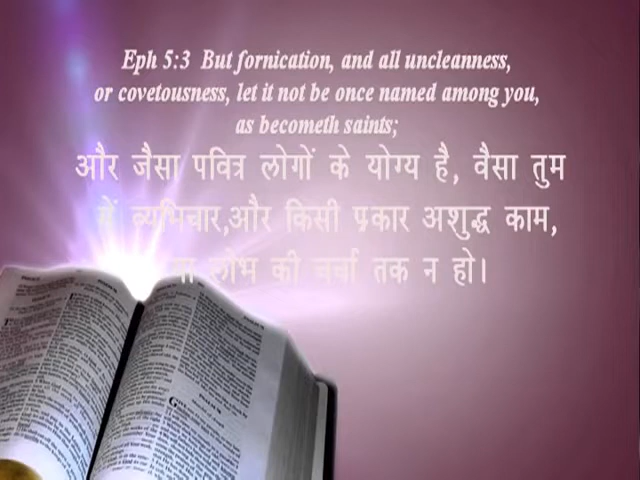 Eph 5:3 But fornication, and all uncleanness,
or covetousness, let it not be once named among you,
as becometh saints;
और जैसा पवित्र लोगों के योग्य है, वैसा तुम
में व्यभिचार,और किसी प्रकार अशुद्ध काम,
या लोभ की चर्चा तक न हो।